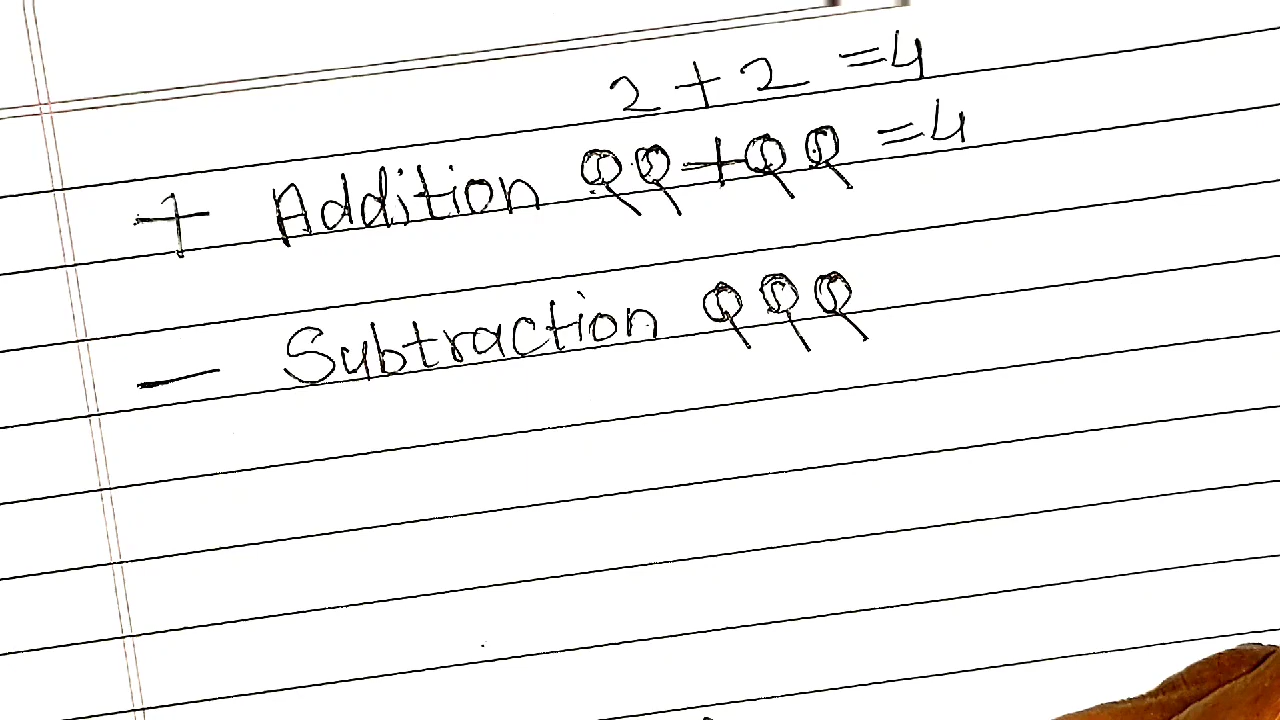 2 + 2 = 4
+ Addition + = 4
- Subtraction